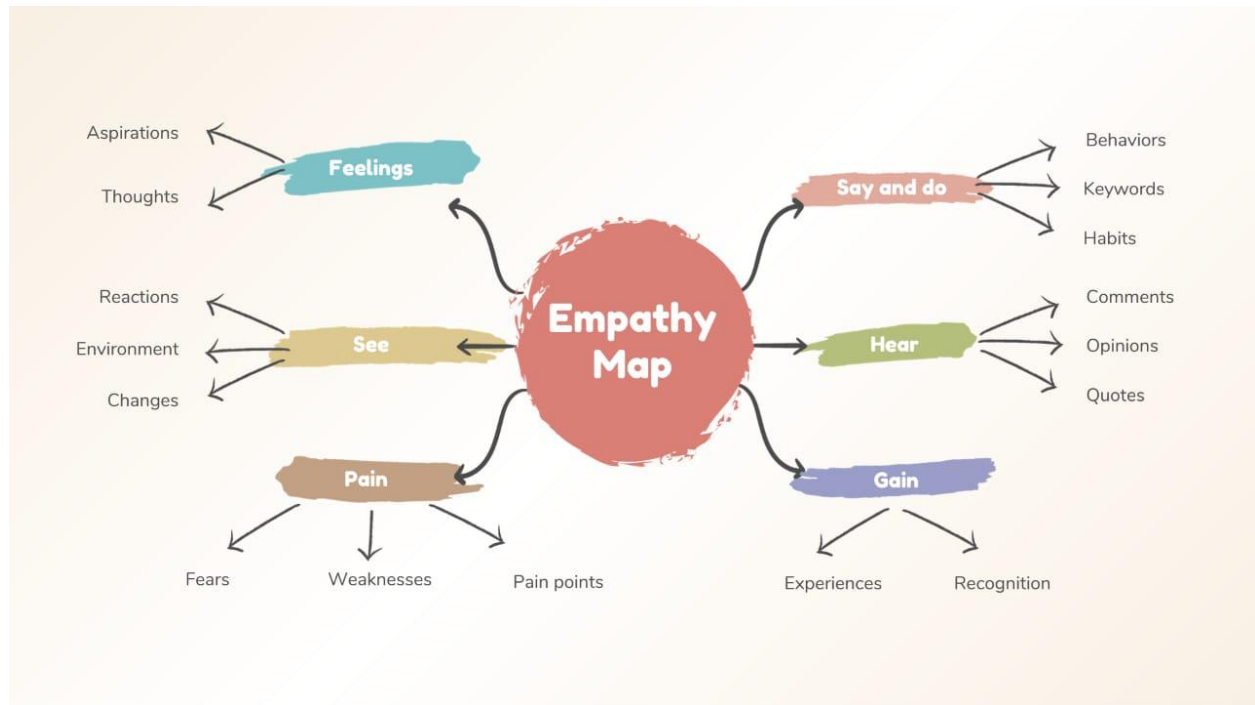 Empathy
Map
Feelings
Aspirations
Thoughts
See
Reactions
Environment
Changes
Pain
Fears
Weaknesses
Pain points
Say and do
Behaviors
Keywords
Habits
Hear
Comments
Opinions
Quotes
Gain
Experiences
Recognition